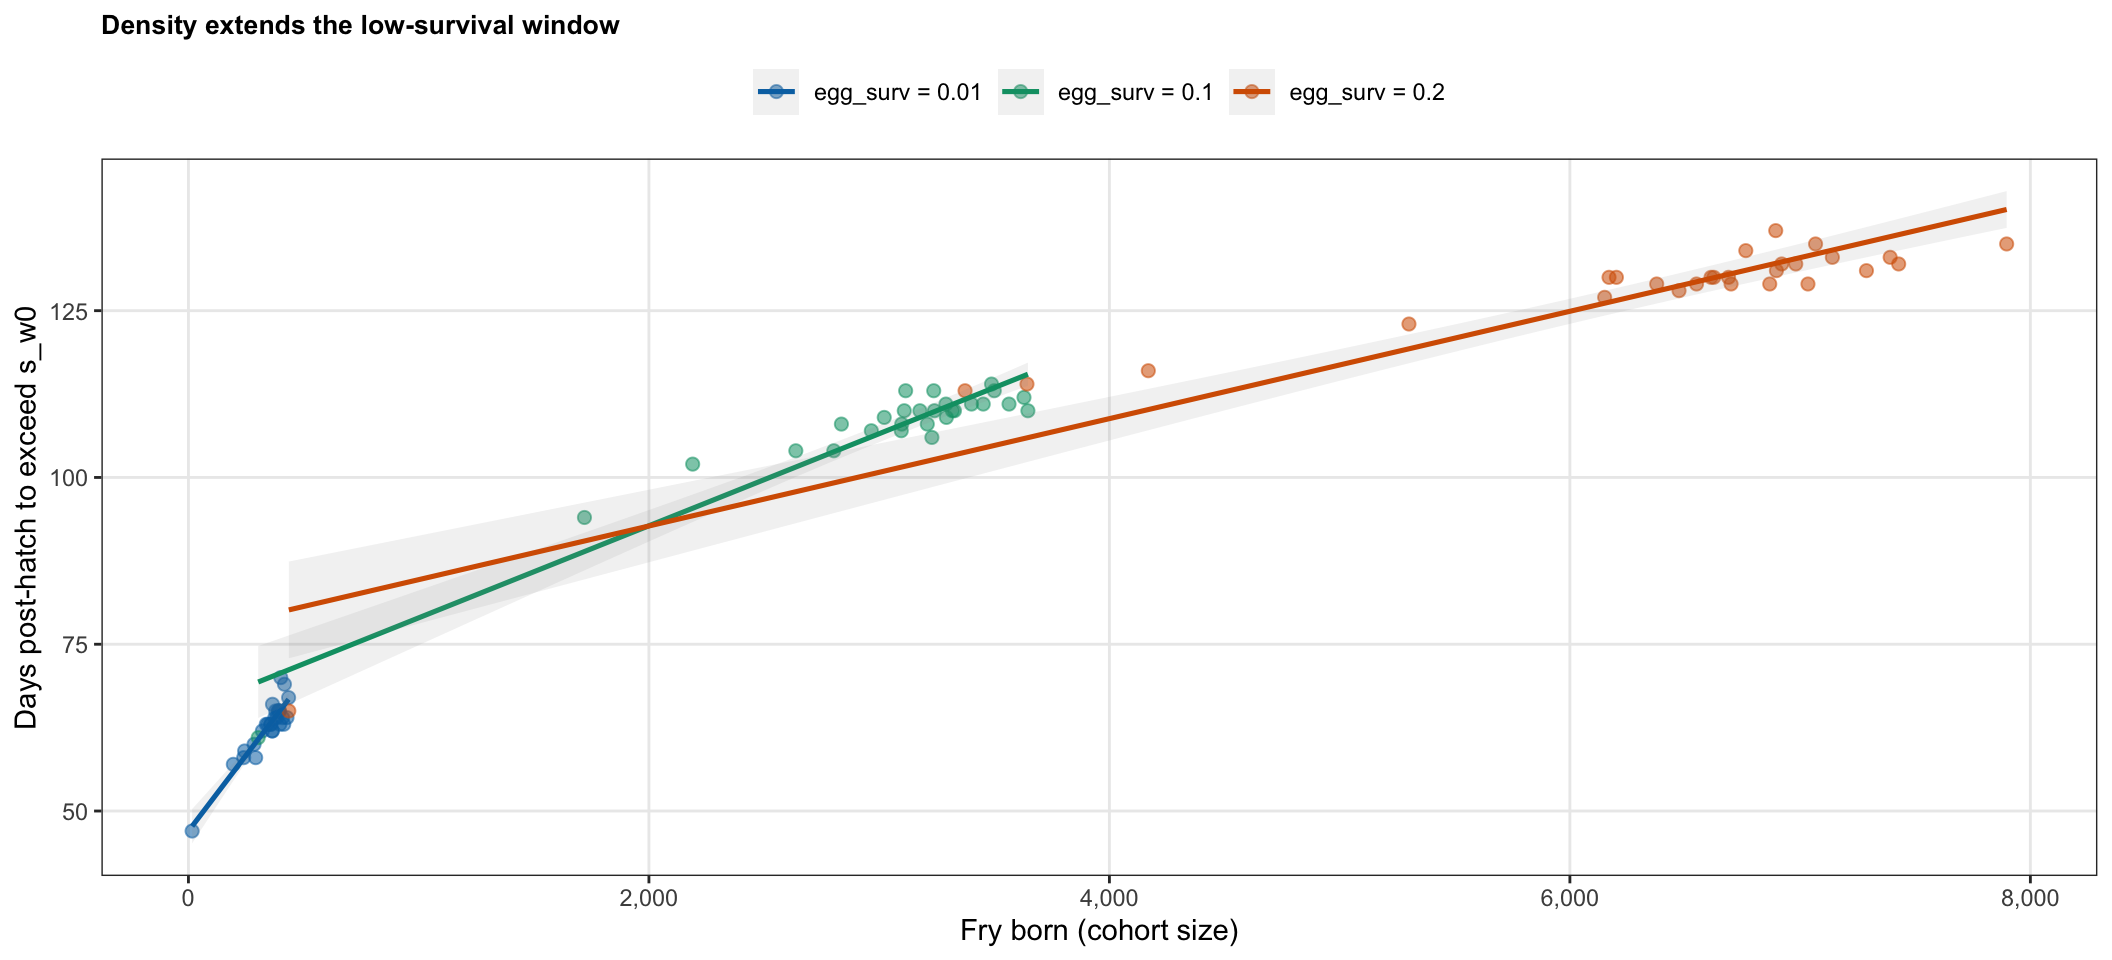 Density extends the low-survival window
egg_surv = 0.01
egg_surv = 0.1
egg_surv = 0.2
Days post-hatch to exceed s_w0
125
100
75
50
0
2,000
4,000
6,000
8,000
Fry born (cohort size)